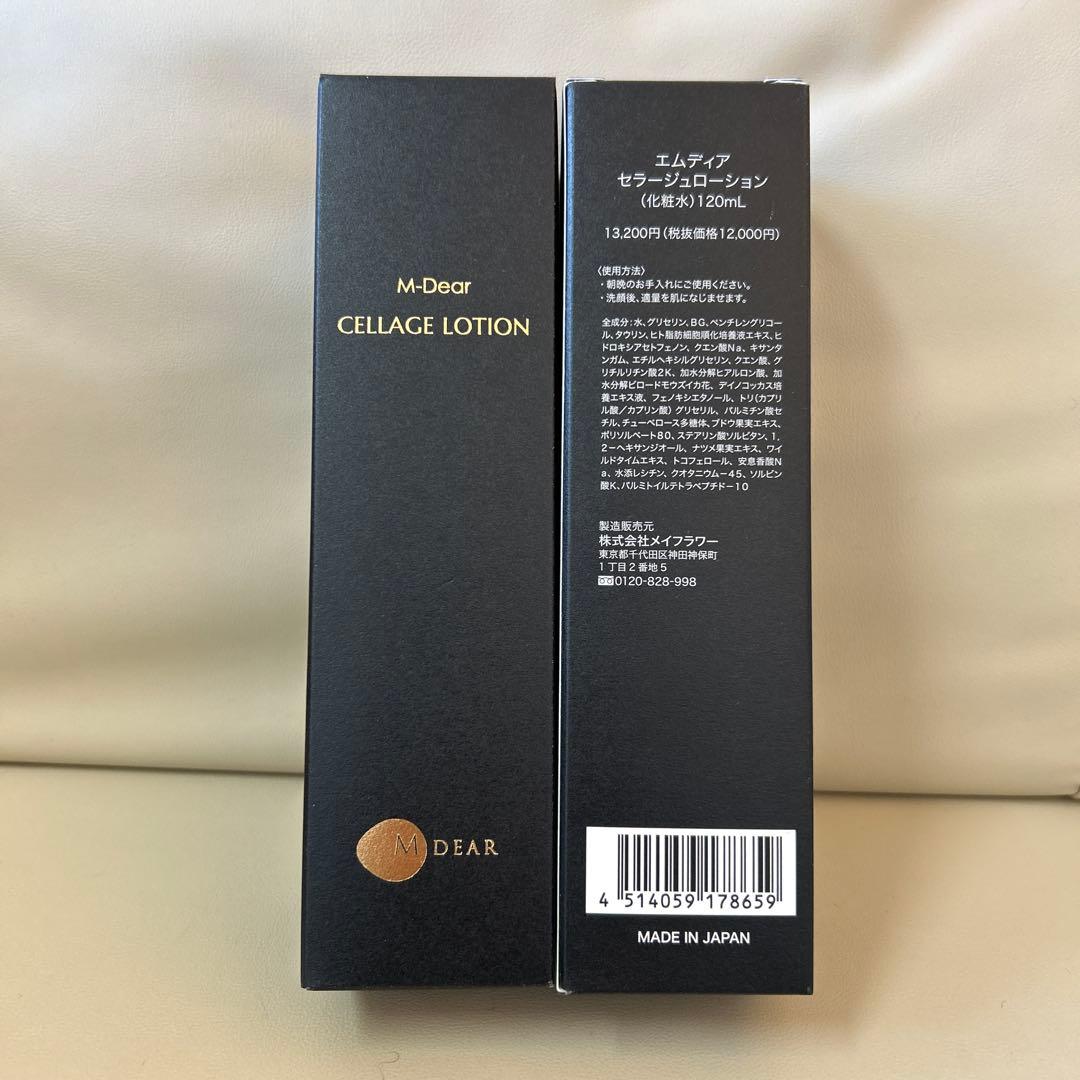 M-Dear
CELLAGE LOTION
M DEAR
エムディア
セラージュローション
(化粧水)120mL
13,200円(税抜価格12,000円)
〈使用方法〉
・朝晩のお手入れにご使用ください。
・洗顔後、適量を肌になじませます。
全成分:水、グリセリン、BG、ペンチレングリコー
ル、タウリン、ヒト脂肪細胞順化培養液エキス、ヒ
ドロキシアセトフェノン、クエン酸Na、キサンタ
ンガム、エチルヘキシルグリセリン、クエン酸、グ
リチルリチン酸2K、加水分解ヒアルロン酸、加
水分解ビロードモウズイカ花、デイノコッカス培
養エキス液、フェノキシエタノール、トリ(カプリ
ル酸/カプリン酸)グリセリル、パルミチン酸セ
チル、チューベロース多糖体、ブドウ果実エキス、
ポリソルベート80、ステアリン酸ソルビタン、1,
2-ヘキサンジオール、ナツメ果実エキス、ワイ
ルドタイムエキス、トコフェロール、安息香酸N
a、水添レシチン、クオタニウム-45、ソルビン
酸K、パルミトイルテトラペプチド-10
製造販売元
株式会社メイフラワー
東京都千代田区神田神保町
1丁目2番地5
0120-828-998
4 514059 178659
MADE IN JAPAN